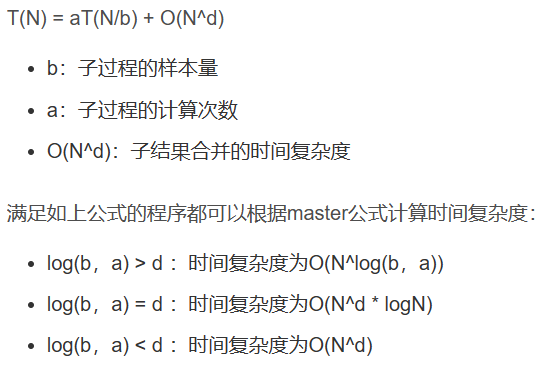 T(N) = aT(N/b) + O(N^d)
• b：子过程的样本量
• a：子过程的计算次数
• O(N^d)：子结果合并的时间复杂度
满足如上公式的程序都可以根据master公式计算时间复杂度：
• log(b，a) > d ：时间复杂度为O(N^log(b，a))
• log(b，a) = d ：时间复杂度为O(N^d * logN)
• log(b，a) < d ：时间复杂度为O(N^d)